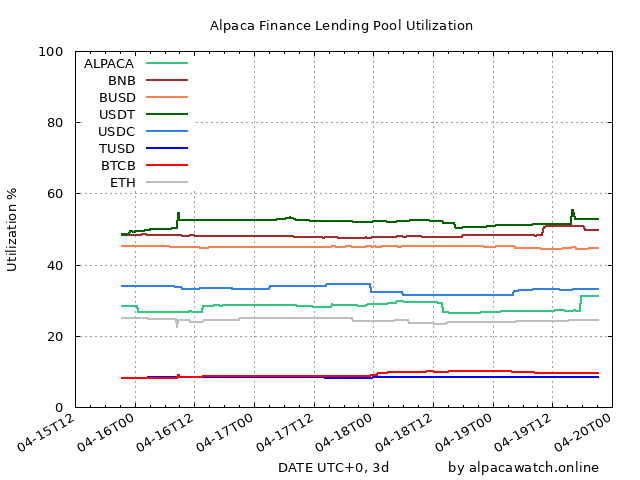 Alpaca Finance Lending Pool Utilization
100
80
60
40
20
0
Utilization %
ALPACA
BNB
BUSD
USDT
USDC
TUSD
BTCB
ETH
04-15T12
04-16T00
04-16T12
04-17T00
04-17T12
04-18T00
04-18T12
04-19T00
04-19T12
04-20T00
DATE UTC+0, 3d
by alpacawatch.online